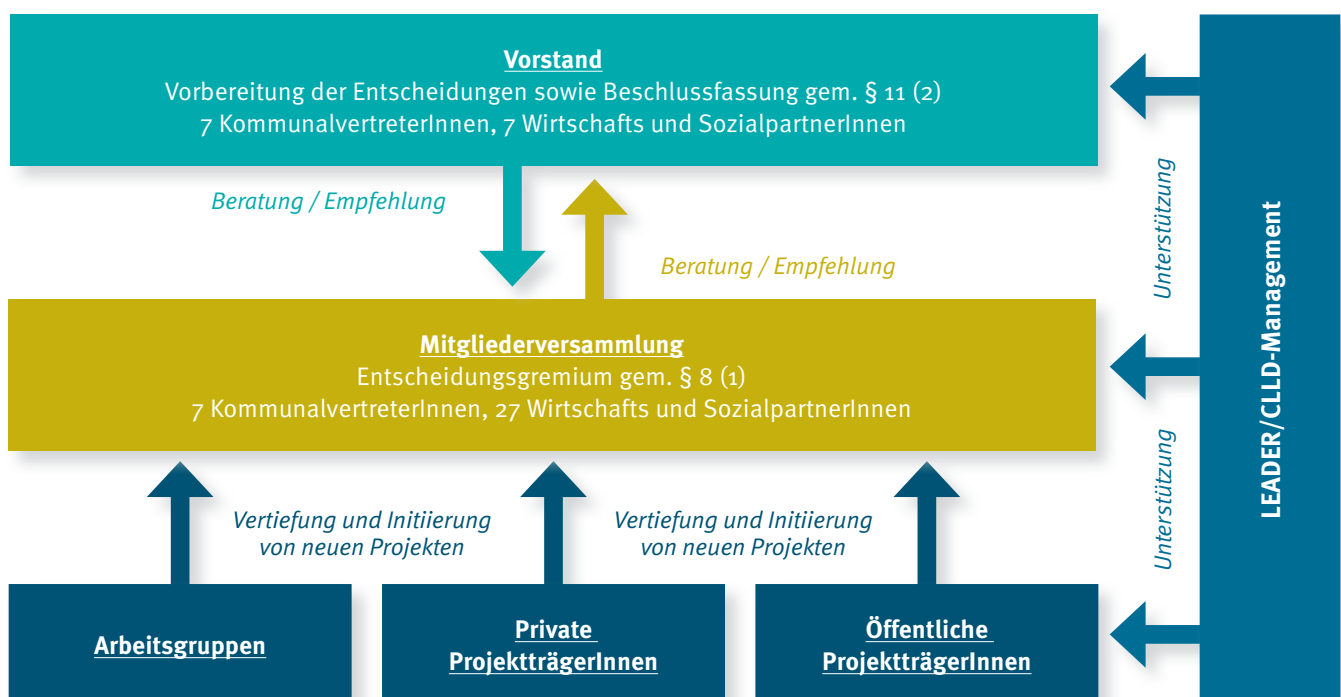 Vorstand
Vorbereitung der Entscheidungen sowie Beschlussfassung gem. § 11 (2)
7 KommunalvertreterInnen, 7 Wirtschafts und SozialpartnerInnen
Beratung / Empfehlung
Beratung / Empfehlung
Unterstützung
Mitgliederversammlung
Entscheidungsgremium gem. § 8 (1)
7 KommunalvertreterInnen, 27 Wirtschafts und SozialpartnerInnen
LEADER/CLLD-Management
Vertiefung und Initiierung
von neuen Projekten
Vertiefung und Initiierung
von neuen Projekten
Unterstützung
Arbeitsgruppen
Private
ProjektträgerInnen
Öffentliche
ProjektträgerInnen